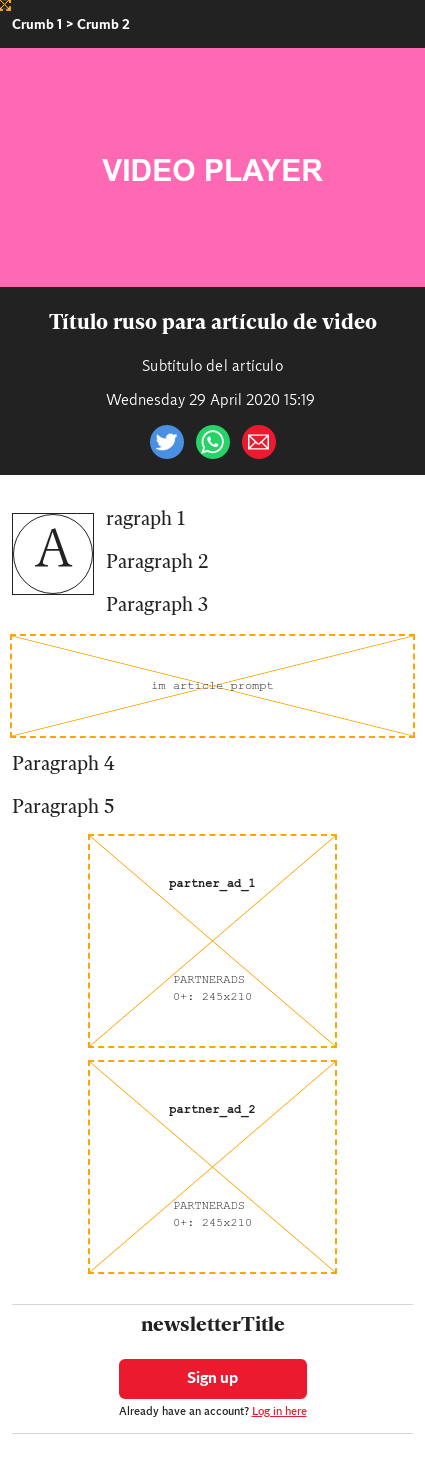 Crumb 1 > Crumb 2
VIDEO PLAYER
Título ruso para artículo de video
Subtítulo del artículo
Wednesday 29 April 2020 15:19
A
ragraph 1
Paragraph 2
Paragraph 3
im article prompt
Paragraph 4
Paragraph 5
partner_ad_1
PARTNERADS
0+: 245x210
partner_ad_2
PARTNERADS
0+: 245x210
newsletterTitle
Sign up
Already have an account? Log in here